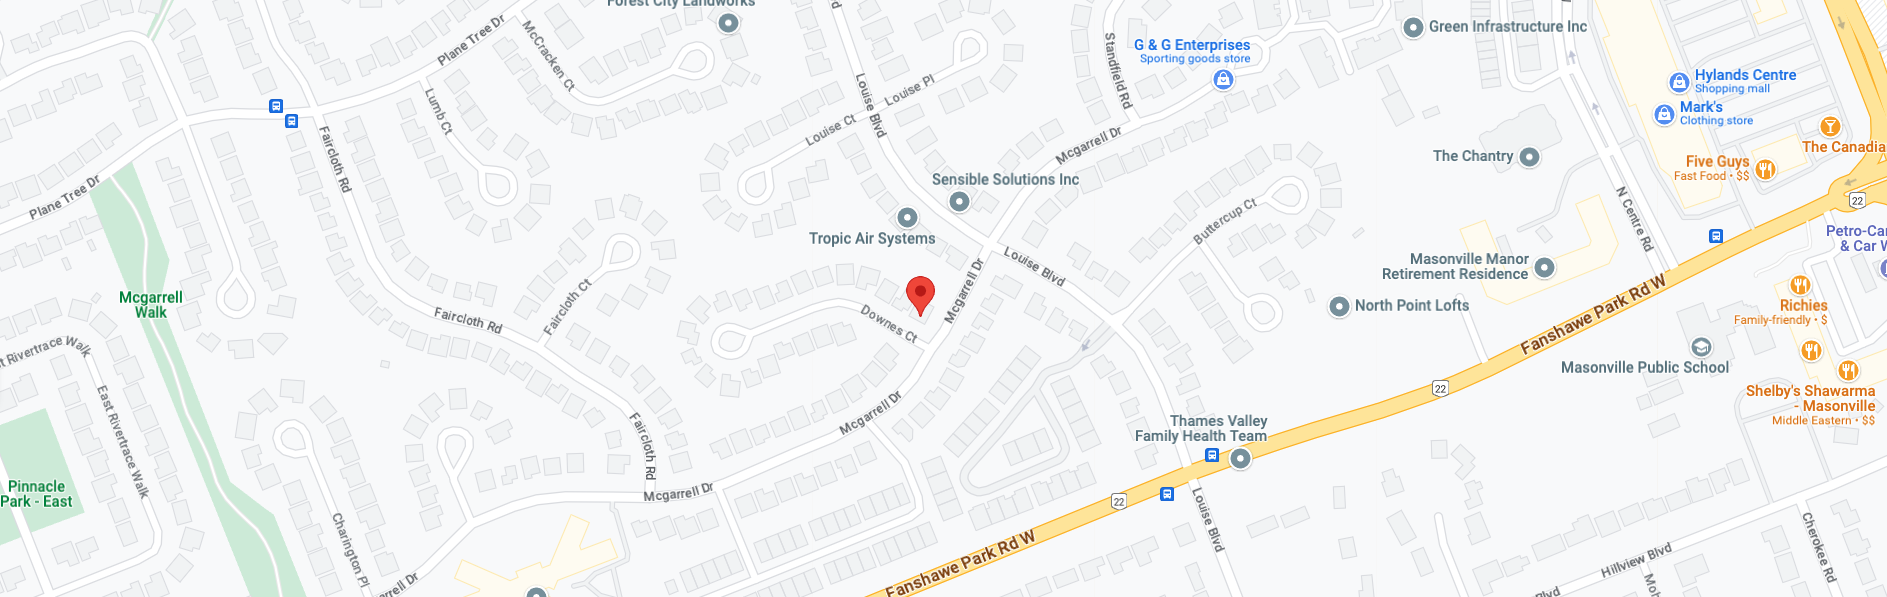 Forest City Landworks
Green Infrastructure Inc
Plane Tree Dr
McCracken Ct
Standfield Rd
G & G Enterprises
Sporting goods store
Hylands Centre
Shopping mall
Mark's
Clothing store
Lumb Ct
Louise Blvd
Louise Pl
Louise Ct
Mcgarrell Dr
The Canadia
The Chantry
Five Guys
Fast Food • $$
Faircloth Rd
Plane Tree Dr
Sensible Solutions Inc
N Centre Rd
22
Buttercup Ct
Tropic Air Systems
Petro-Can
& Car W
Louise Blvd
Masonville Manor
Retirement Residence
Mcgarrell
Walk
Mcgarrell Dr
Downes Ct
North Point Lofts
Faircloth Ct
Faircloth Rd
Fanshawe Park Rd W
Richies
Family-friendly • $
t Rivertrace Walk
Masonville Public School
22
Shelby's Shawarma
- Masonville
Middle Eastern • $$
East Rivertrace Walk
Mcgarrell Dr
Faircloth Rd
Thames Valley
Family Health Team
Pinnacle
Park - East
Mcgarrell Dr
22
Louise Blvd
Charington Pl
Fanshawe Park Rd W
Hillview Blvd
Cherokee Rd
arrell Dr
Blvd
Moh